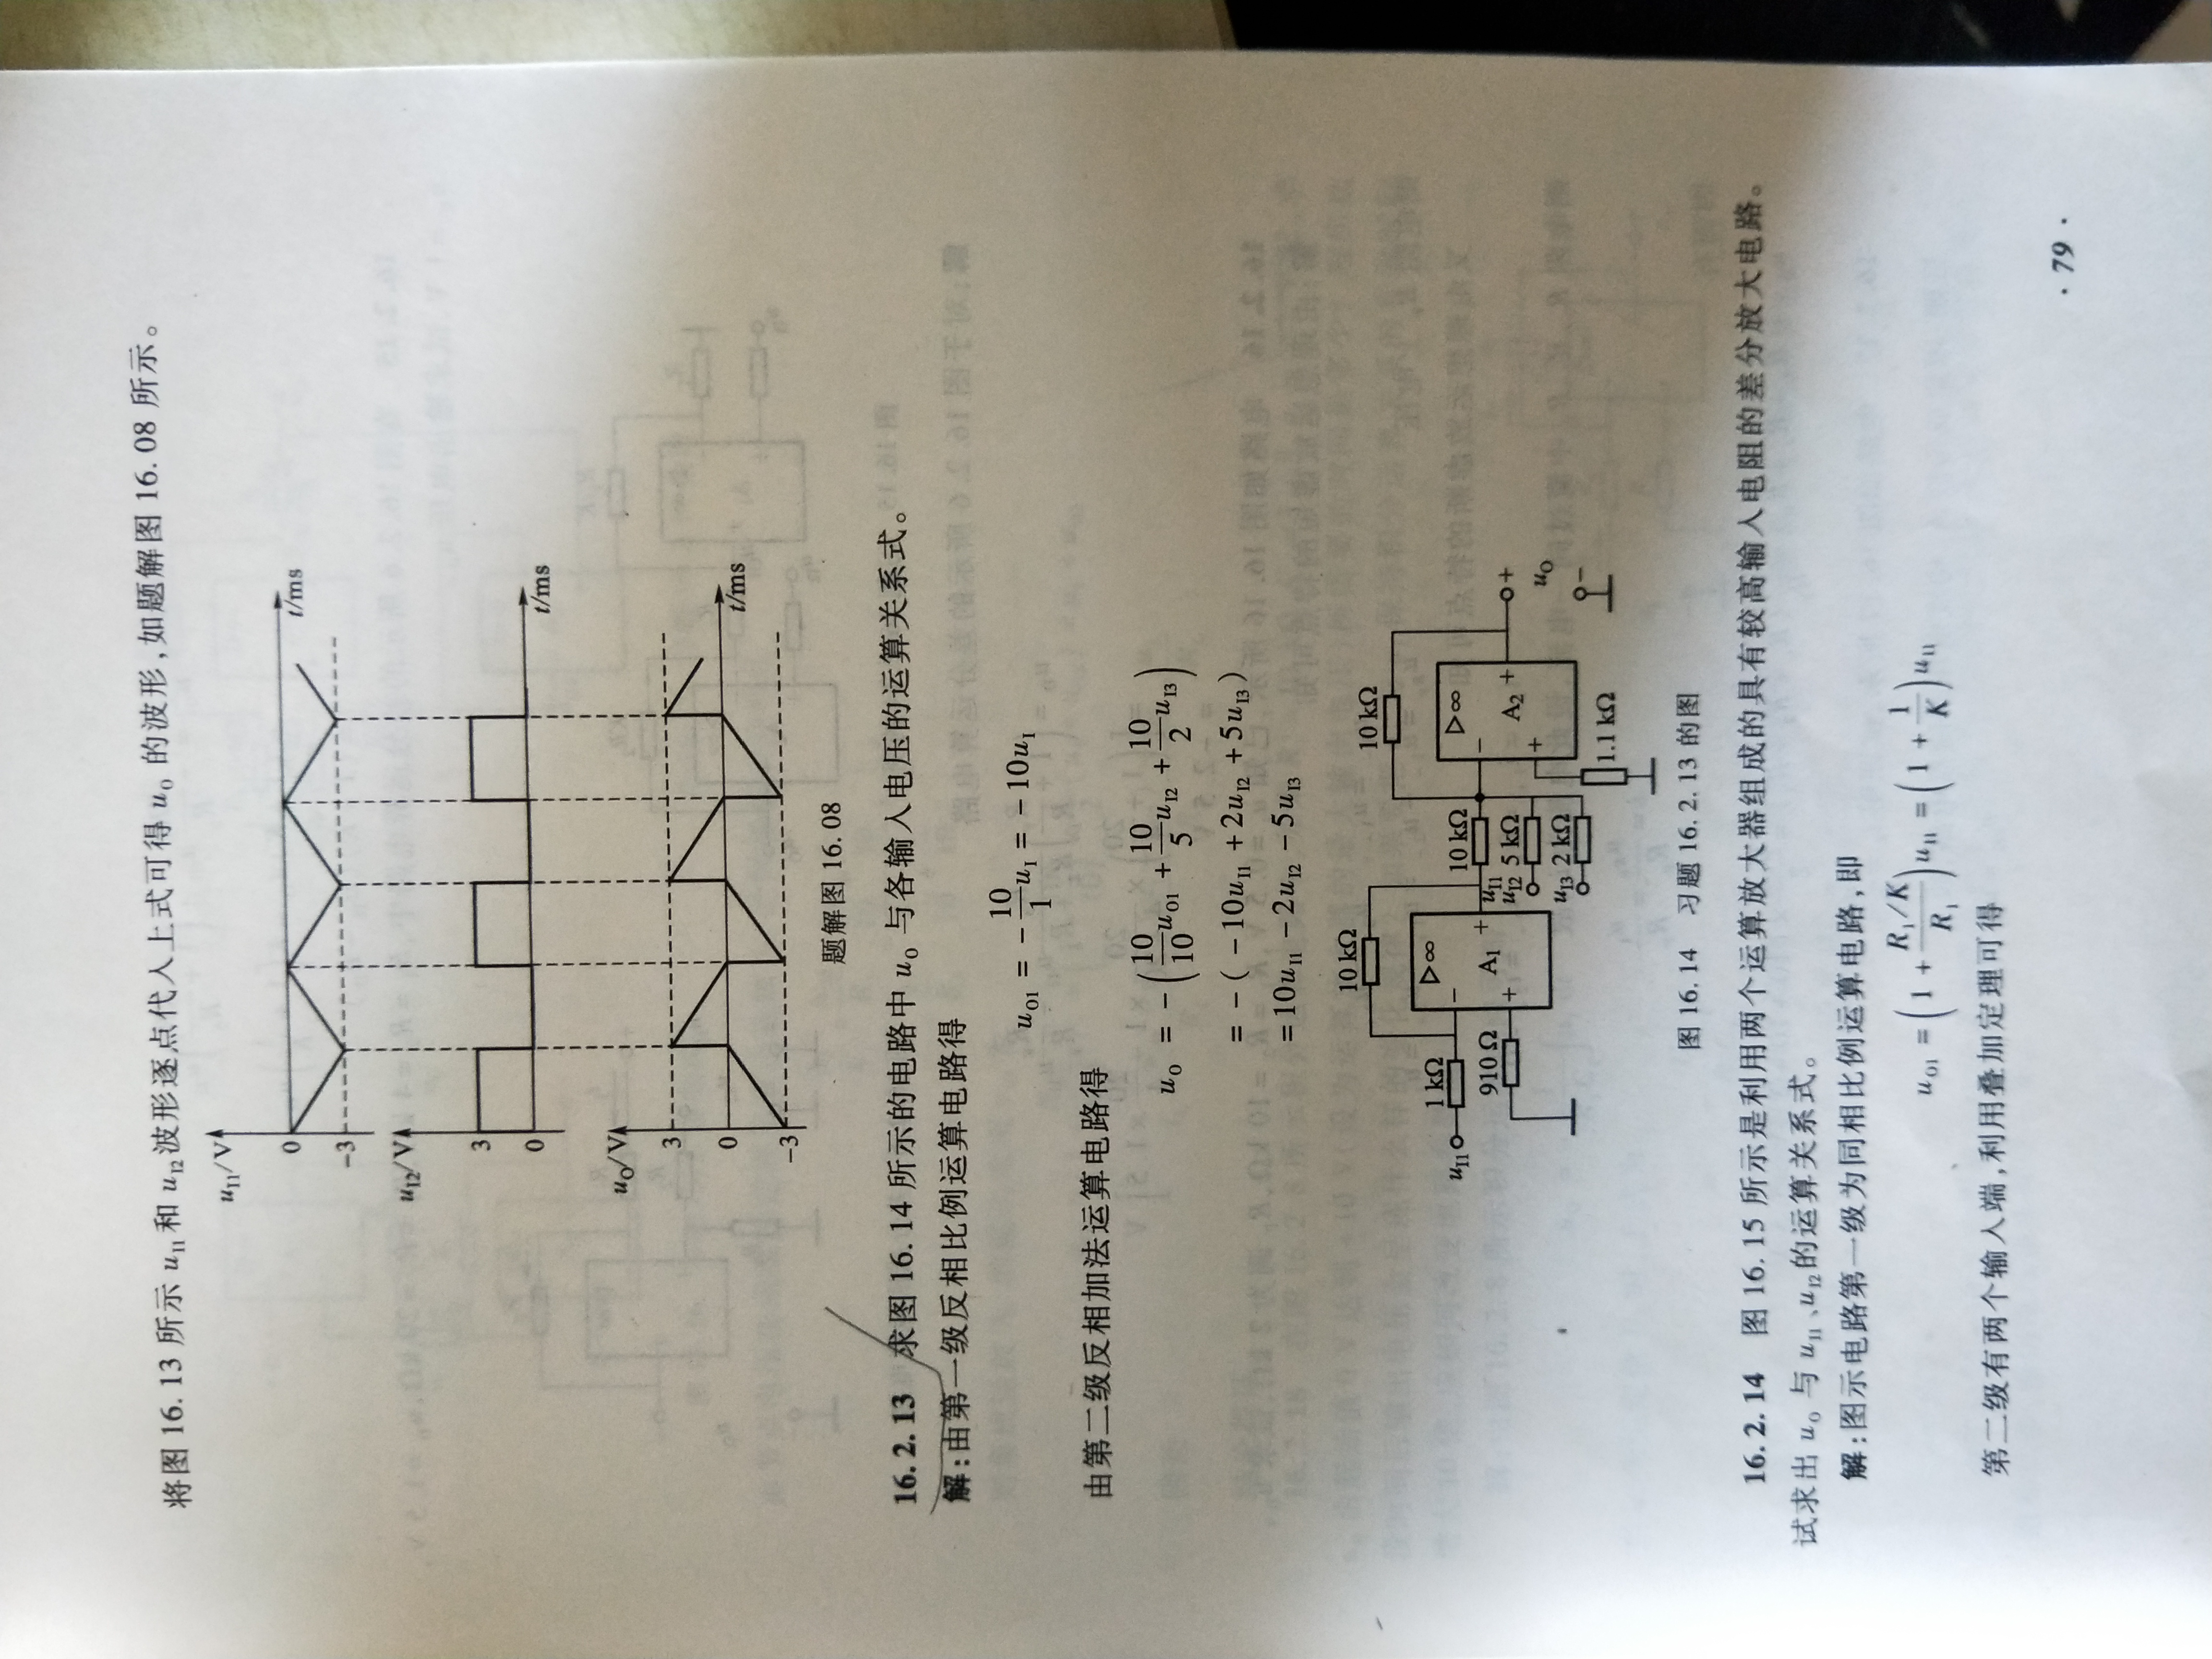 将图 16.13 所示 u_{I1} 和 u_{I2} 波形逐点代入上式可得 u_O 的波形,如题解图 16.08 所示。
u_{I1}/V
0
-3
t/ms
u_{I2}/V
3
0
t/ms
u_O/V
3
0
-3
t/ms
题解图 16.08
16.2.13 求图 16.14 所示的电路中 u_O 与各输入电压的运算关系式。
解:由第一级反相比例运算电路得
u_{O1} = - \frac{10}{1}u_I = - 10u_I
由第二级反相加法运算电路得
u_O = - (\frac{10}{10}u_{O1} + \frac{10}{5}u_{I2} + \frac{10}{2}u_{I3})
= - ( - 10u_{I1} + 2u_{I2} + 5u_{I3})
= 10u_{I1} - 2u_{I2} - 5u_{I3}
10 kΩ
10 kΩ
u_{I1}
1 kΩ
910 Ω
- ▷∞ +
+ A_1
u_{I1}
10 kΩ
u_{I2} 5 kΩ
u_{I3} 2 kΩ
- ▷∞ +
+ A_2
1.1 kΩ
+
u_O
-
图 16.14 习题 16.2.13 的图
16.2.14 图 16.15 所示是利用两个运算放大器组成的具有较高输入电阻的差分放大电路。
试求出 u_O 与 u_{I1}、u_{I2} 的运算关系式。
解:图示电路第一级为同相比例运算电路,即
u_{O1} = (1 + \frac{R_1/K}{R_1})u_{I1} = (1 + \frac{1}{K})u_{I1}
第二级有两个输入端,利用叠加定理可得
· 79 ·